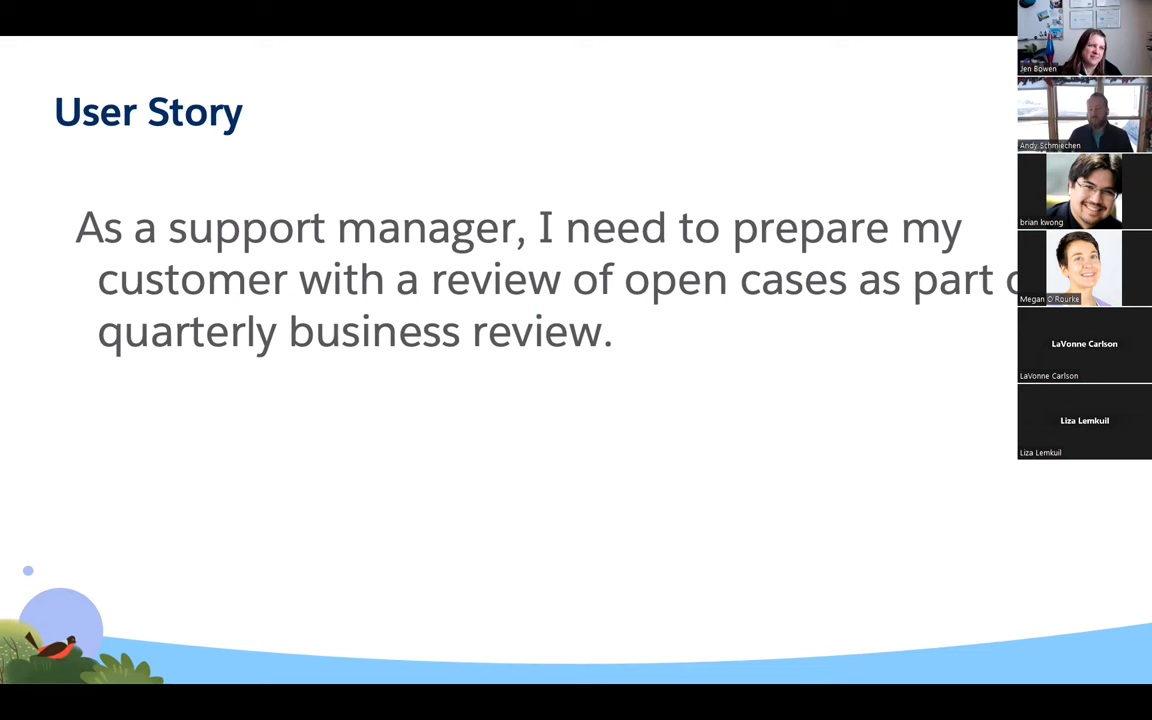 User Story
As a support manager, I need to prepare my
customer with a review of open cases as part
quarterly business review.
Jen Bowen
Andy Schmiechen
brian kwong
Megan O'Rourke
LaVonne Carlson
LaVonne Carlson
Liza Lemkuil
Liza Lemkuil